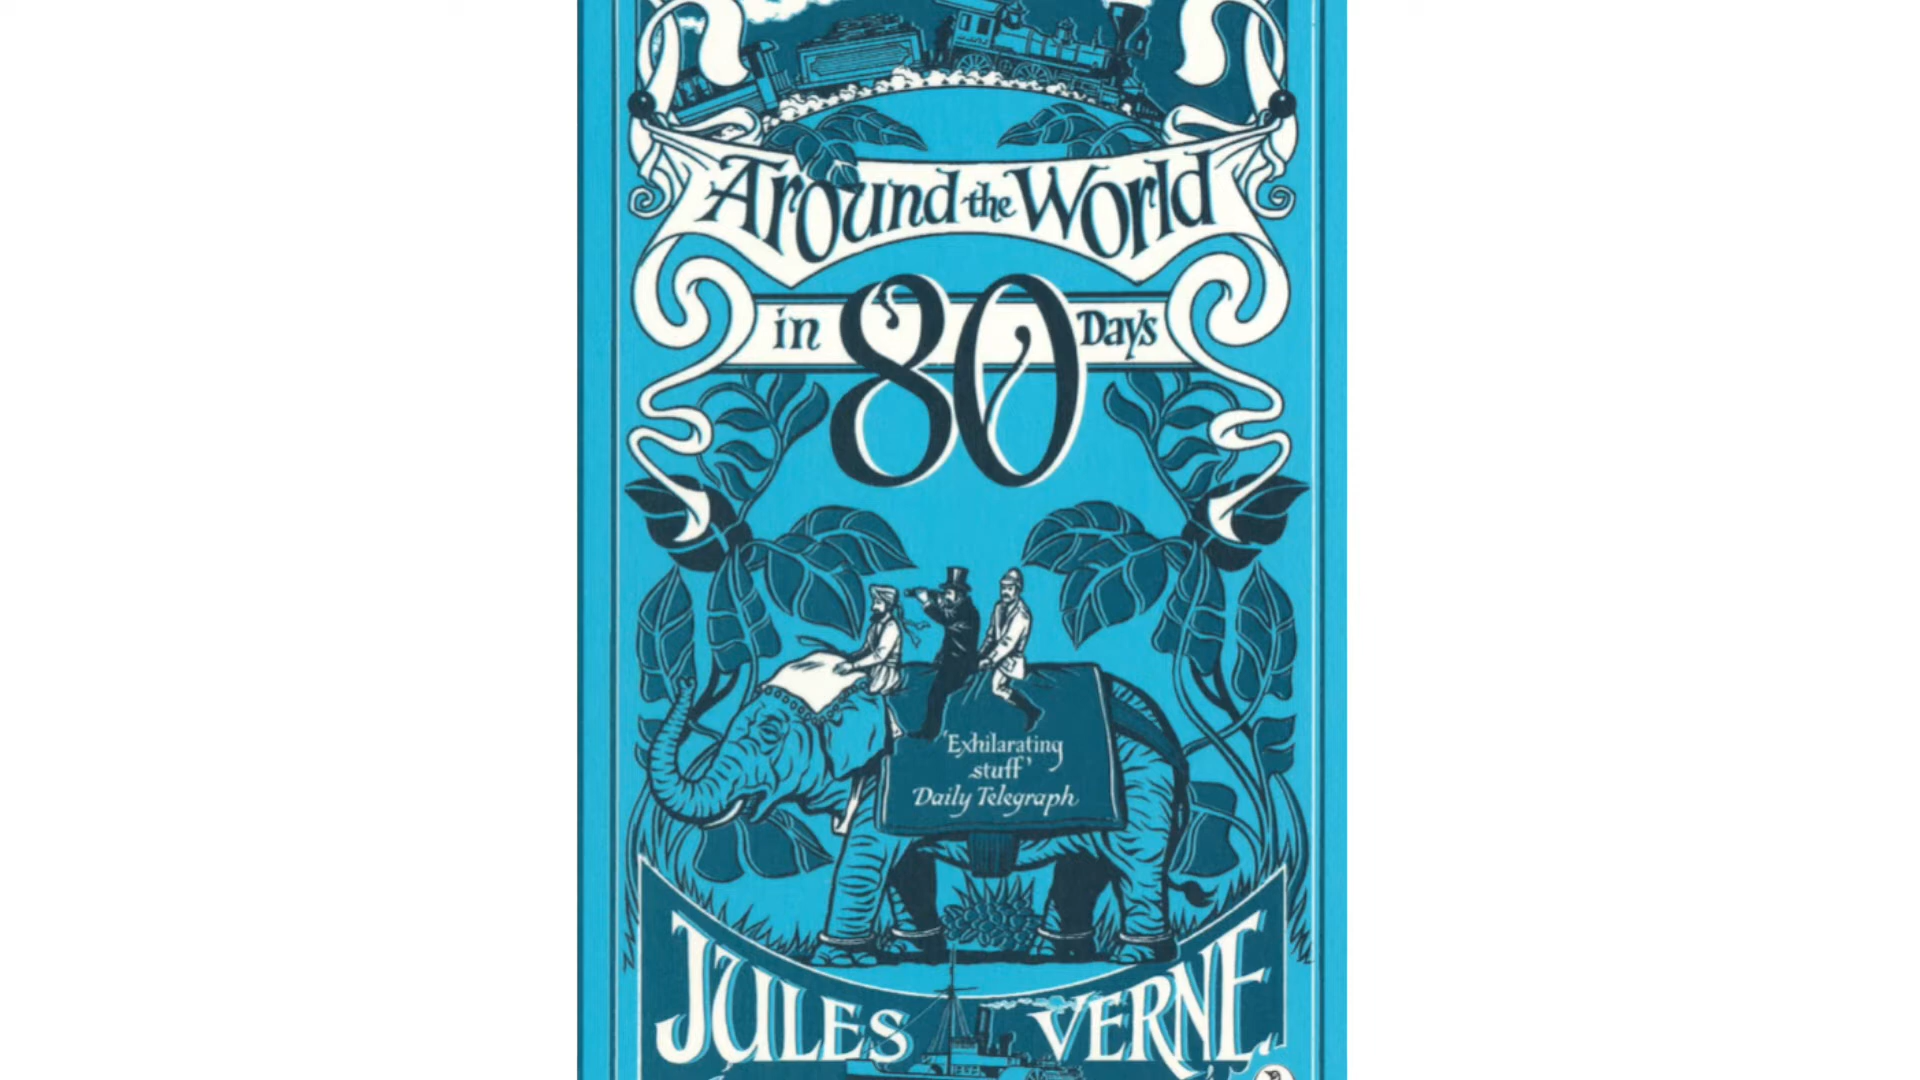 Around the World
in 80 Days
'Exhilarating
stuff'
Daily Telegraph
JULES VERNE